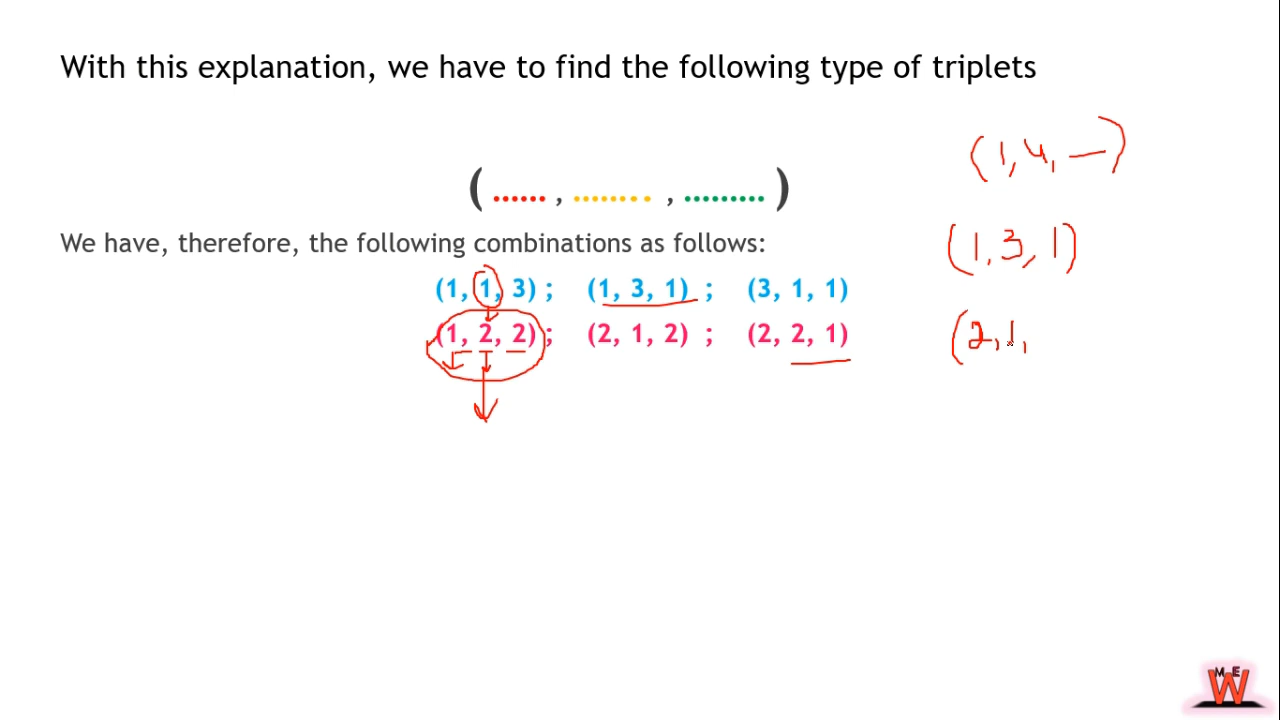 With this explanation, we have to find the following type of triplets
(1, 4, —)
( ...... , ........ , ......... )
We have, therefore, the following combinations as follows:
(1, 3, 1)
(1, 1, 3) ; (1, 3, 1) ; (3, 1, 1)
(1, 2, 2) ; (2, 1, 2) ; (2, 2, 1)
(2, 1,
M E
W